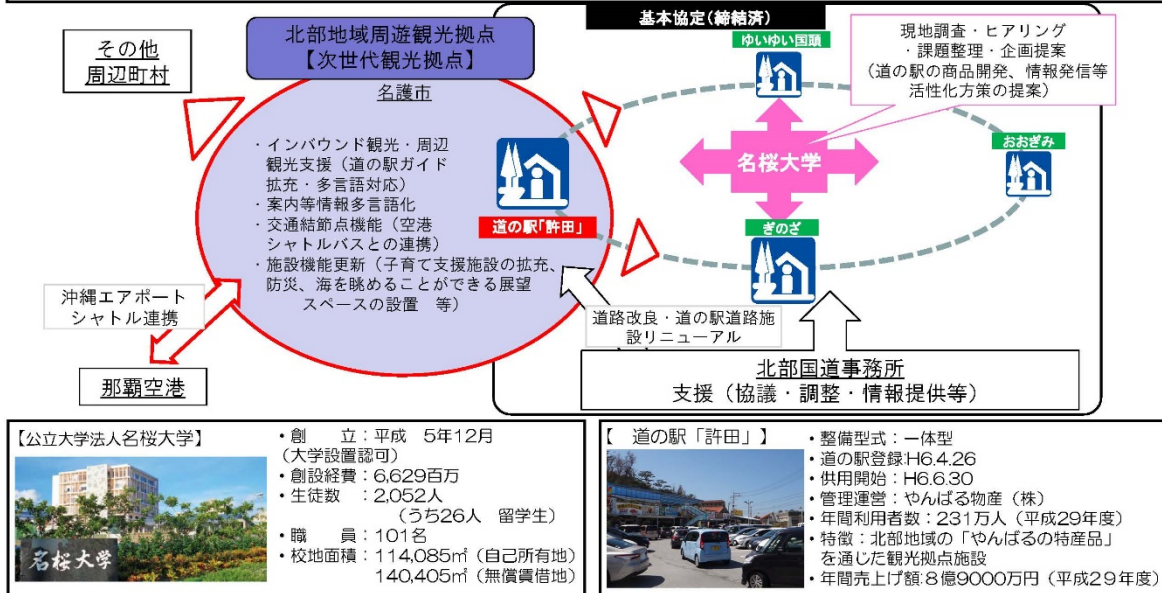 その他
周辺町村
北部地域周遊観光拠点
【次世代観光拠点】
名護市
・インバウンド観光・周辺
観光支援（道の駅ガイド
拡充・多言語対応）
・案内等情報多言語化
・交通結節点機能（空港
シャトルバスとの連携）
・施設機能更新（子育て支援施設の拡充、
防災、海を眺めることができる展望
スペースの設置　等）
道の駅「許田」
沖縄エアポート
シャトル連携
那覇空港
基本協定（締結済）
ゆいゆい国頭
現地調査・ヒアリング
・課題整理・企画提案
（道の駅の商品開発、情報発信等
活性化方策の提案）
名桜大学
おおぎみ
ぎのざ
道路改良・道の駅道路施
設リニューアル
北部国道事務所
支援（協議・調整・情報提供等）
【公立大学法人名桜大学】
名桜大学
・創　　立：平成　5年12月
（大学設置認可）
・創設経費：6,629百万
・生徒数　：2,052人
（うち26人　留学生）
・職　　員：101名
・校地面積：114,085㎡（自己所有地）
140,405㎡（無償賃借地）
【　道の駅「許田」】
・整備型式：一体型
・道の駅登録:H6.4.26
・供用開始：H6.6.30
・管理運営：やんばる物産（株）
・年間利用者数：231万人（平成29年度）
・特徴：北部地域の「やんばるの特産品」
を通じた観光拠点施設
・年間売上げ額:8億9000万円（平成29年度）